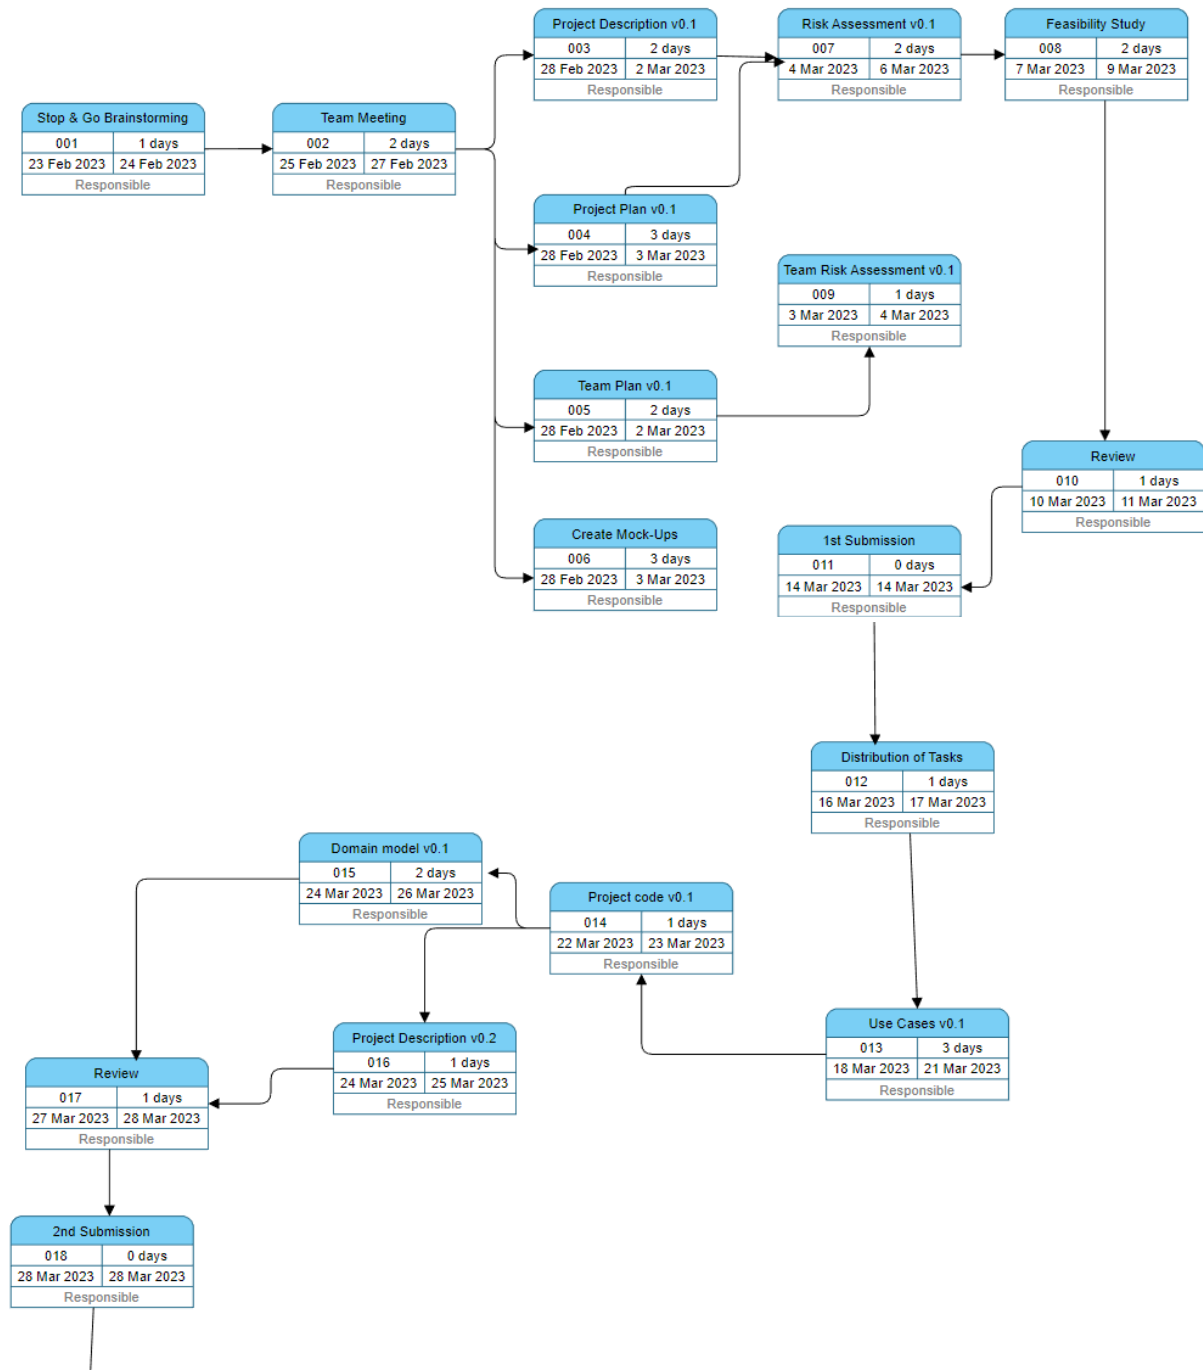 Project Description v0.1
003 2 days
28 Feb 2023 2 Mar 2023
Responsible
Risk Assessment v0.1
007 2 days
4 Mar 2023 6 Mar 2023
Responsible
Feasibility Study
008 2 days
7 Mar 2023 9 Mar 2023
Responsible
Stop & Go Brainstorming
001 1 days
23 Feb 2023 24 Feb 2023
Responsible
Team Meeting
002 2 days
25 Feb 2023 27 Feb 2023
Responsible
Project Plan v0.1
004 3 days
28 Feb 2023 3 Mar 2023
Responsible
Team Risk Assessment v0.1
009 1 days
3 Mar 2023 4 Mar 2023
Responsible
Team Plan v0.1
005 2 days
28 Feb 2023 2 Mar 2023
Responsible
Review
010 1 days
10 Mar 2023 11 Mar 2023
Responsible
Create Mock-Ups
006 3 days
28 Feb 2023 3 Mar 2023
Responsible
1st Submission
011 0 days
14 Mar 2023 14 Mar 2023
Responsible
Distribution of Tasks
012 1 days
16 Mar 2023 17 Mar 2023
Responsible
Domain model v0.1
015 2 days
24 Mar 2023 26 Mar 2023
Responsible
Project code v0.1
014 1 days
22 Mar 2023 23 Mar 2023
Responsible
Use Cases v0.1
013 3 days
18 Mar 2023 21 Mar 2023
Responsible
Project Description v0.2
016 1 days
24 Mar 2023 25 Mar 2023
Responsible
Review
017 1 days
27 Mar 2023 28 Mar 2023
Responsible
2nd Submission
018 0 days
28 Mar 2023 28 Mar 2023
Responsible